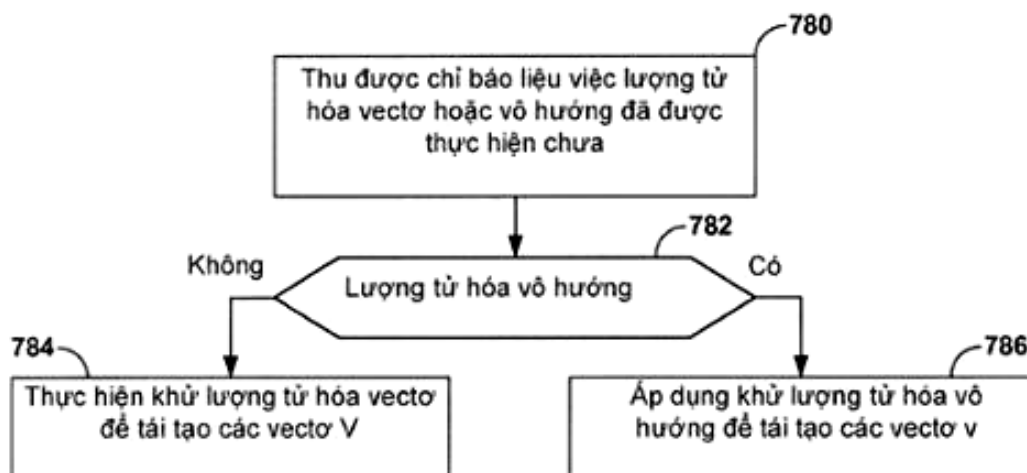 780
Thu được chỉ báo liệu việc lượng tử
hóa vectơ hoặc vô hướng đã được
thực hiện chưa
782
Không
Có
Lượng tử hóa vô hướng
784
786
Thực hiện khử lượng tử hóa vectơ
để tái tạo các vectơ V
Áp dụng khử lượng tử hóa vô
hướng để tái tạo các vectơ v